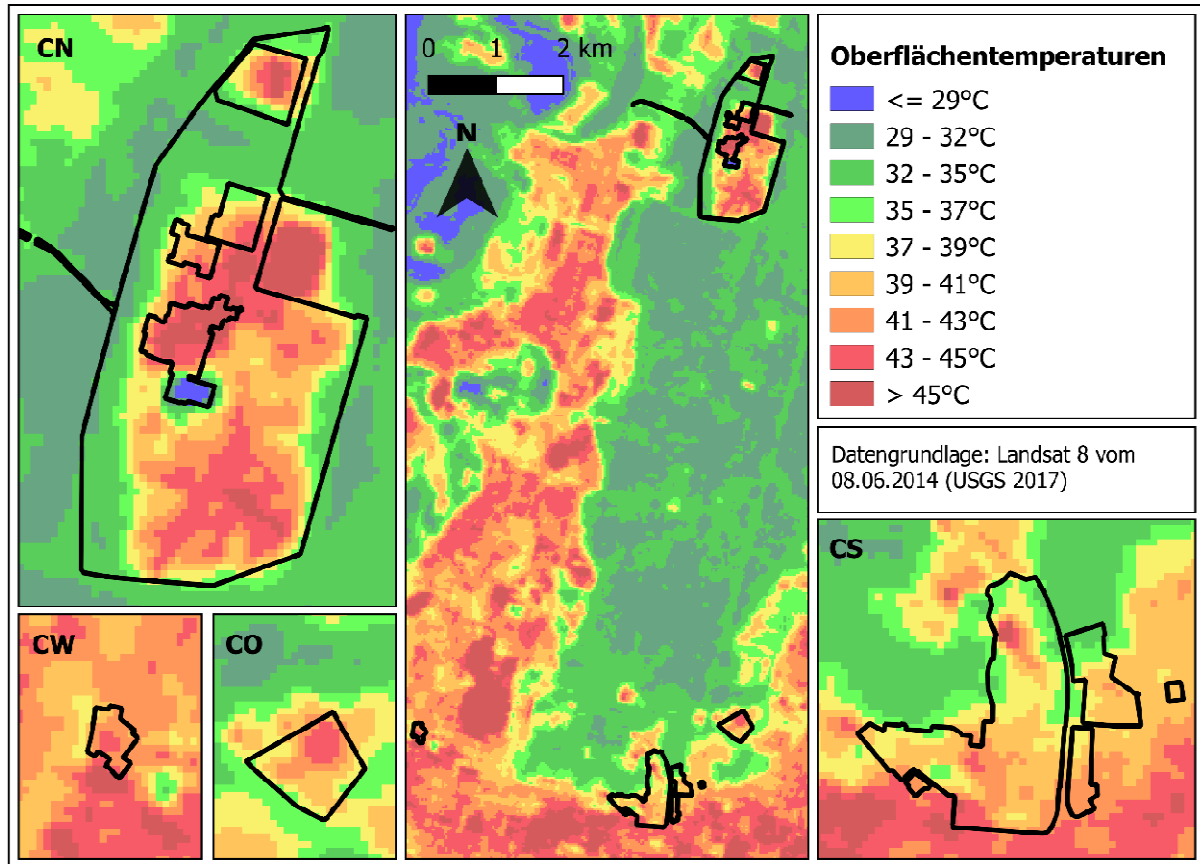 CN
0 1 2 km
N
Oberflächentemperaturen
<= 29°C
29 - 32°C
32 - 35°C
35 - 37°C
37 - 39°C
39 - 41°C
41 - 43°C
43 - 45°C
> 45°C
Datengrundlage: Landsat 8 vom
08.06.2014 (USGS 2017)
CW
CO
CS